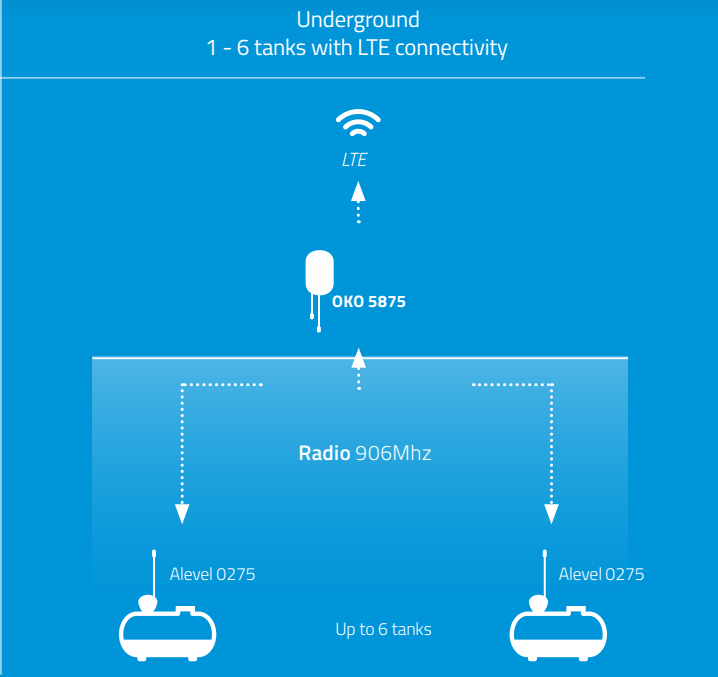 Underground
1 - 6 tanks with LTE connectivity
LTE
OKO 5875
Radio 906Mhz
Alevel 0275
Alevel 0275
Up to 6 tanks